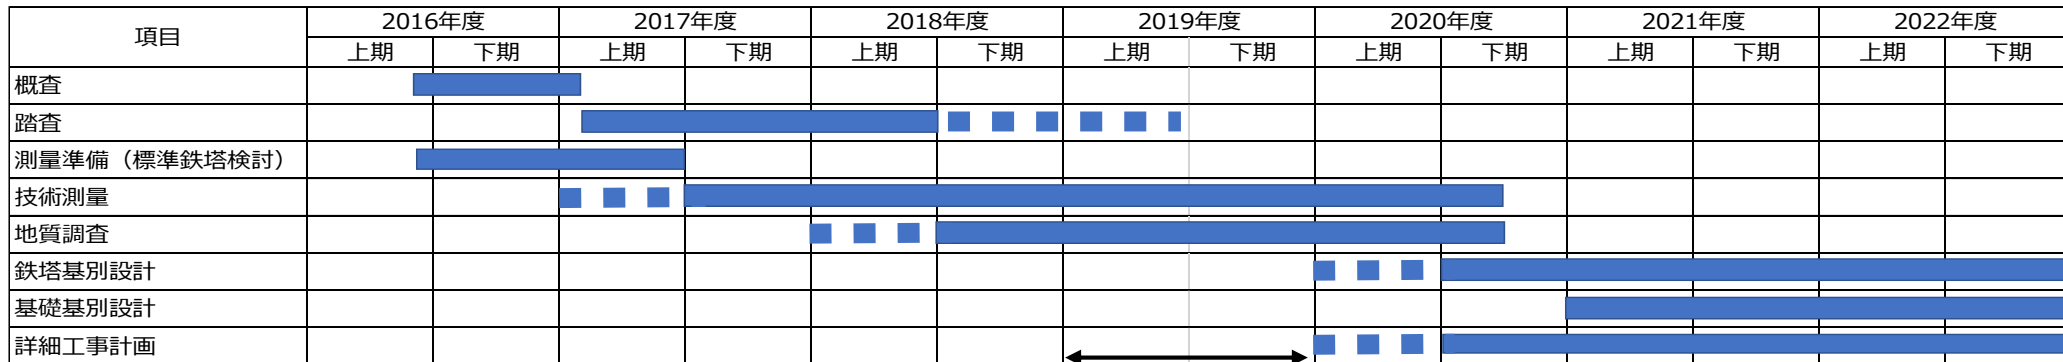 項目 2016年度 2017年度 2018年度 2019年度 2020年度 2021年度 2022年度
上期 下期 上期 下期 上期 下期 上期 下期 上期 下期 上期 下期 上期 下期
概査
踏査
測量準備（標準鉄塔検討）
技術測量
地質調査
鉄塔基別設計
基礎基別設計
詳細工事計画